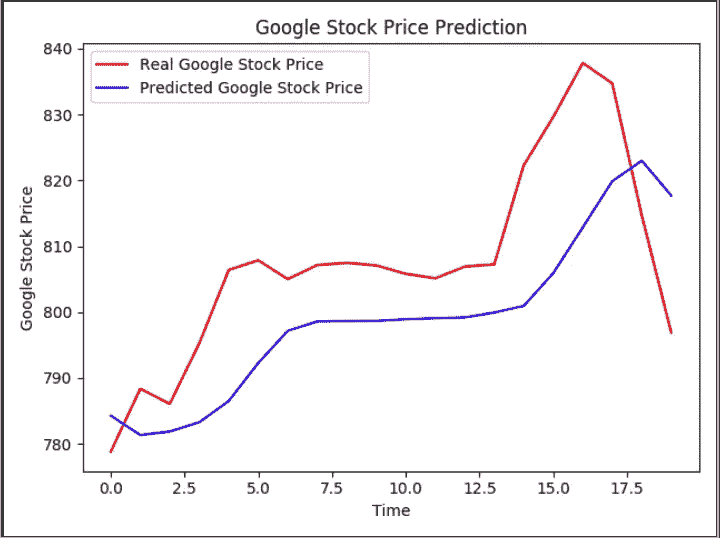 Google Stock Price Prediction
Real Google Stock Price
Predicted Google Stock Price
Google Stock Price
840
830
820
810
800
790
780
0.0 2.5 5.0 7.5 10.0 12.5 15.0 17.5
Time